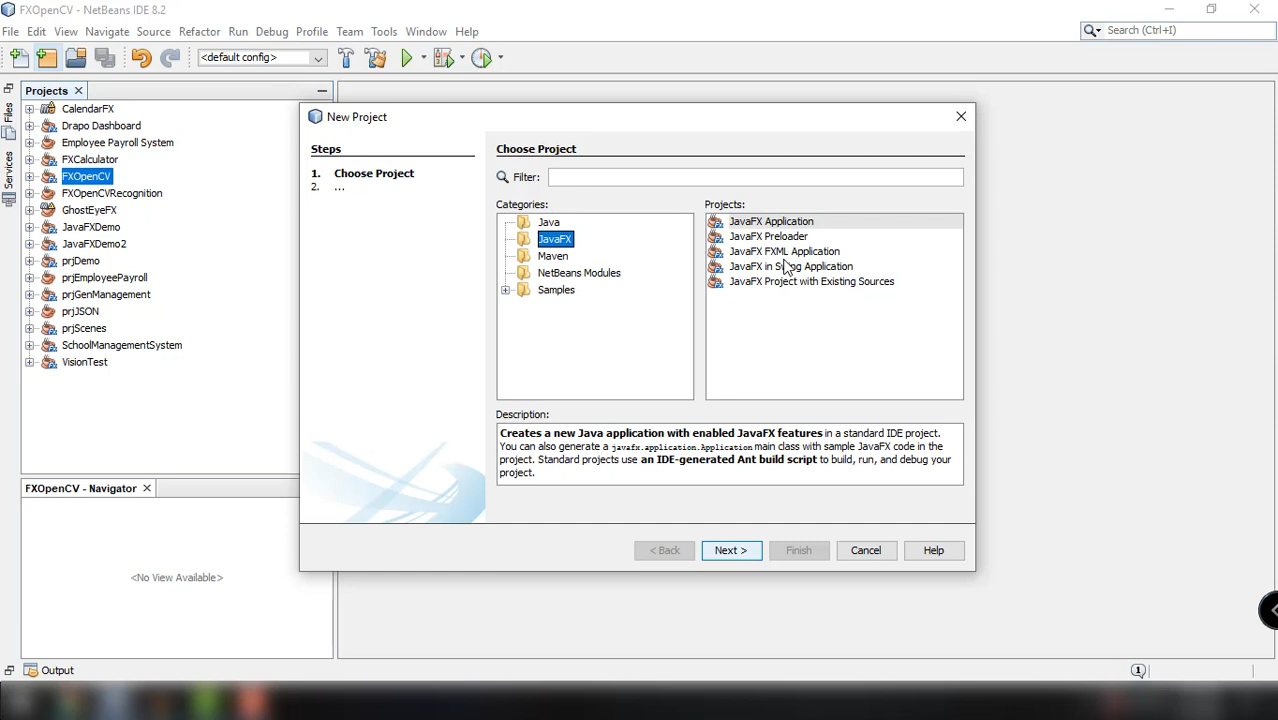 FXOpenCV - NetBeans IDE 8.2
File Edit View Navigate Source Refactor Run Debug Profile Team Tools Window Help
Search (Ctrl+I)
<default config>
Projects
Files
Services
CalendarFX
Drapo Dashboard
Employee Payroll System
FXCalculator
FXOpenCV
FXOpenCVRecognition
GhostEyeFX
JavaFXDemo
JavaFXDemo2
prjDemo
prjEmployeePayroll
prjGenManagement
prjJSON
prjScenes
SchoolManagementSystem
VisionTest
FXOpenCV - Navigator
<No View Available>
Output
New Project
Steps
1. Choose Project
2. ...
Choose Project
Filter:
Categories:
Java
JavaFX
Maven
NetBeans Modules
Samples
Projects:
JavaFX Application
JavaFX Preloader
JavaFX FXML Application
JavaFX in Swing Application
JavaFX Project with Existing Sources
Description:
Creates a new Java application with enabled JavaFX features in a standard IDE project.
You can also generate a javafx.application.Application main class with sample JavaFX code in the
project. Standard projects use an IDE-generated Ant build script to build, run, and debug your
project.
< Back Next > Finish Cancel Help
1